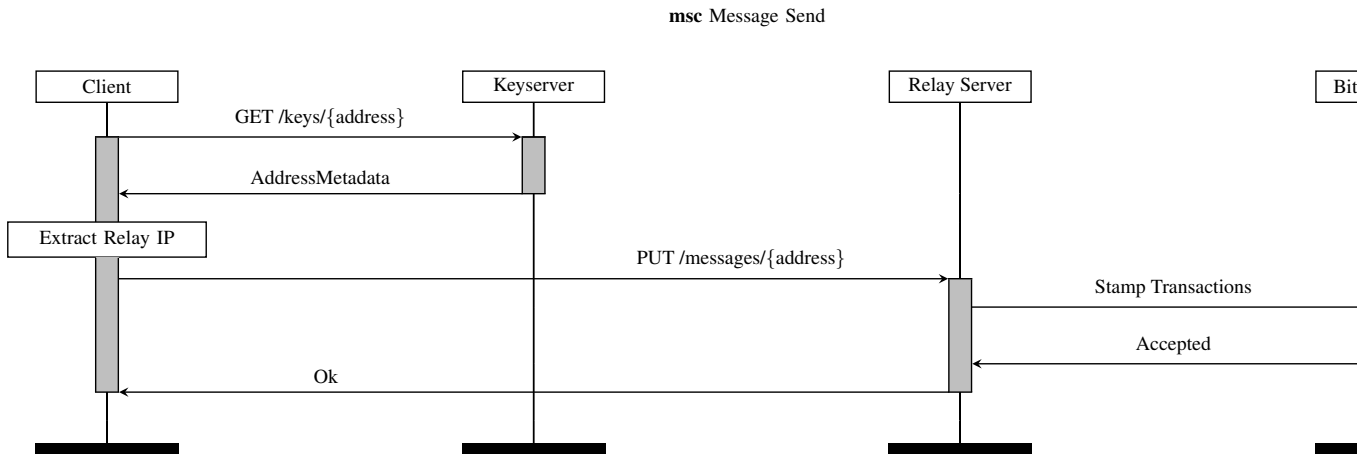 msc Message Send
Client
Keyserver
Relay Server
Bit
GET /keys/{address}
AddressMetadata
Extract Relay IP
PUT /messages/{address}
Stamp Transactions
Accepted
Ok